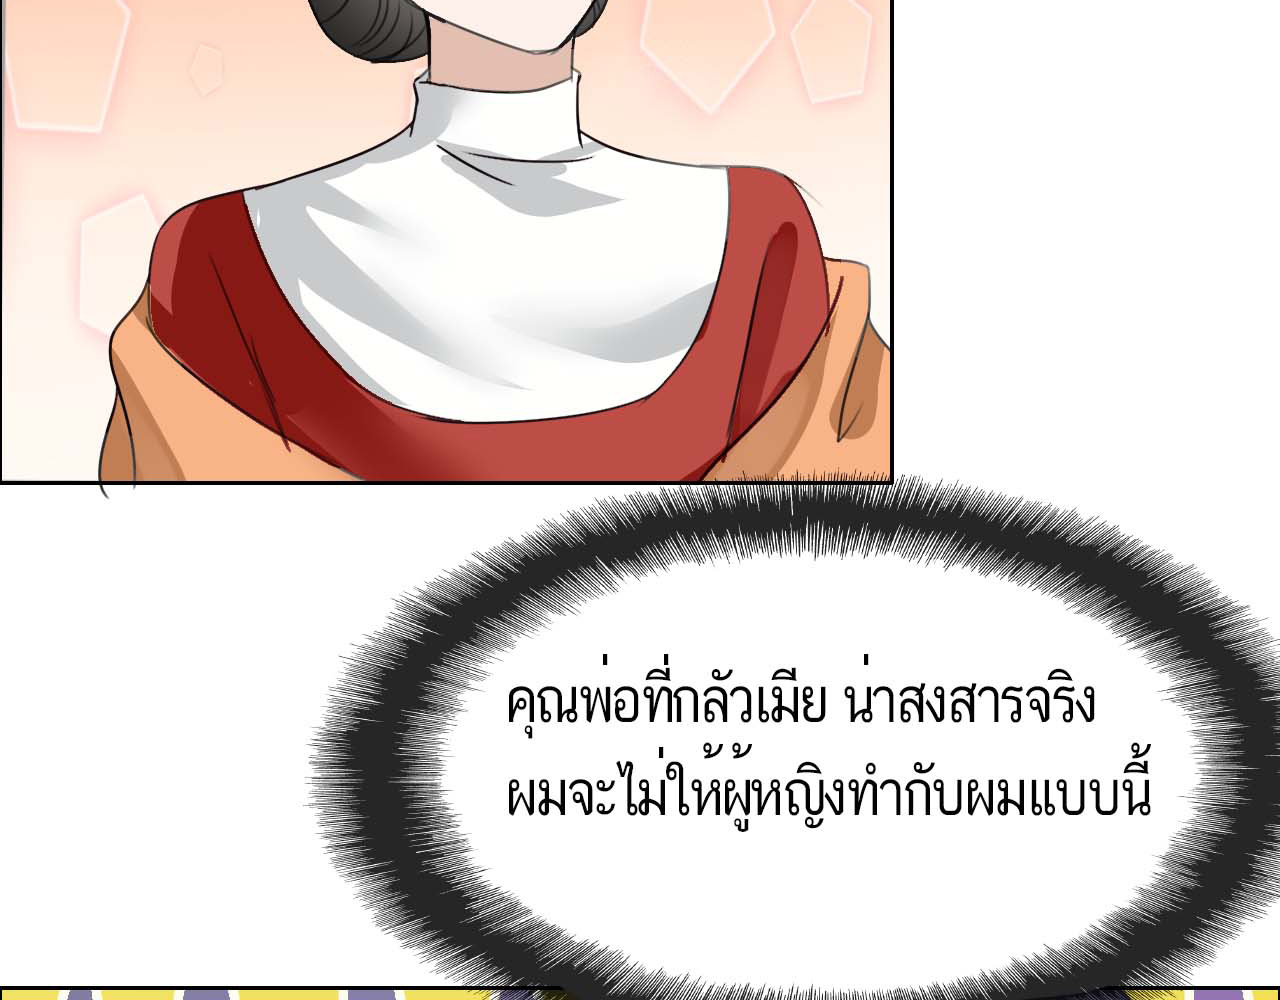 คุณพ่อที่กลัวเมีย น่าสงสารจริง
ผมจะไม่ให้ผู้หญิงทำกับผมแบบนี้